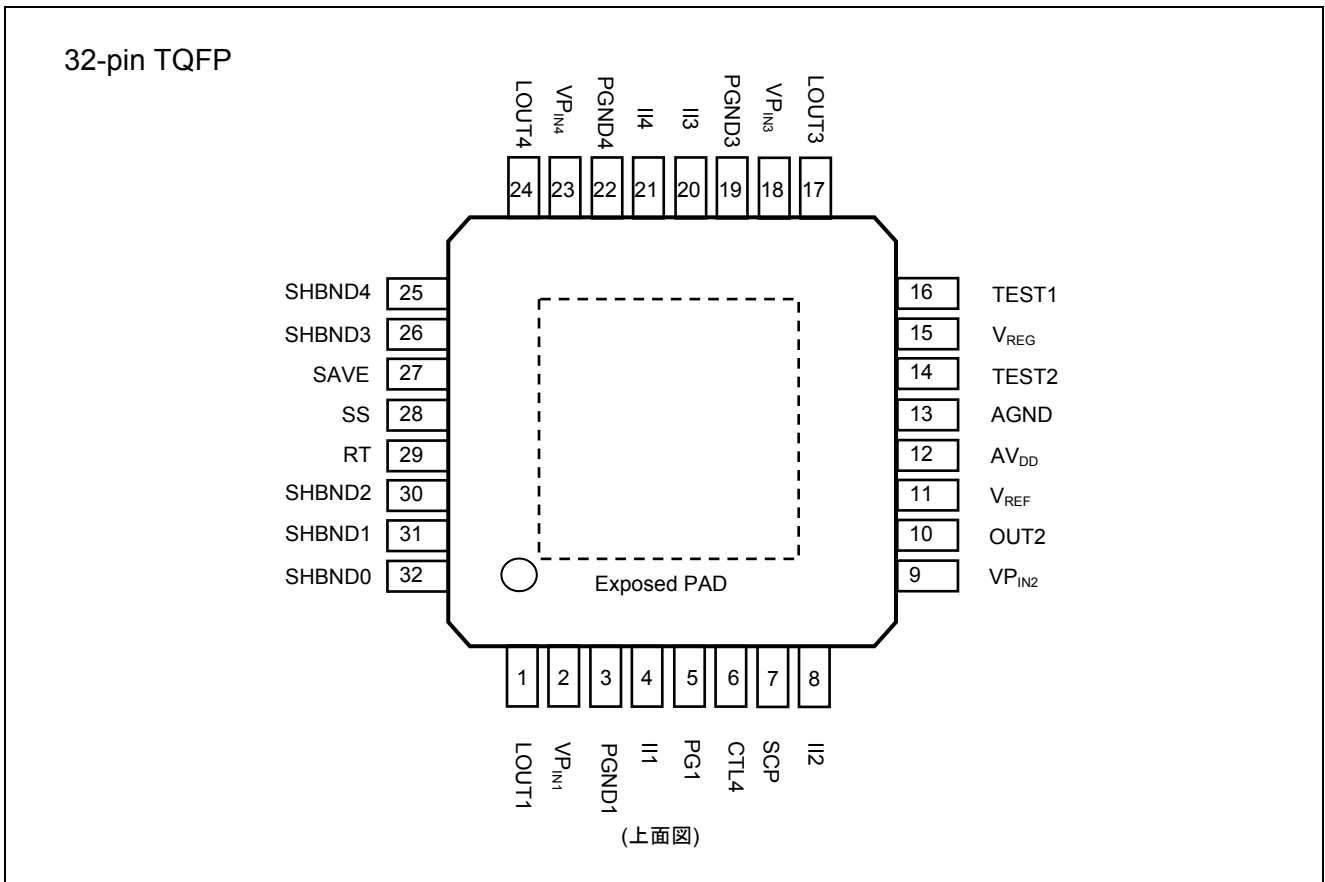 32-pin TQFP
LOUT4
VPIN4
PGND4
II4
II3
PGND3
VPIN3
LOUT3
24 23 22 21 20 19 18 17
SHBND4 25
SHBND3 26
SAVE 27
SS 28
RT 29
SHBND2 30
SHBND1 31
SHBND0 32
16 TEST1
15 VREG
14 TEST2
13 AGND
12 AVDD
11 VREF
10 OUT2
9 VPIN2
Exposed PAD
1 2 3 4 5 6 7 8
LOUT1
VPIN1
PGND1
II1
PG1
CTL4
SCP
II2
(上面図)